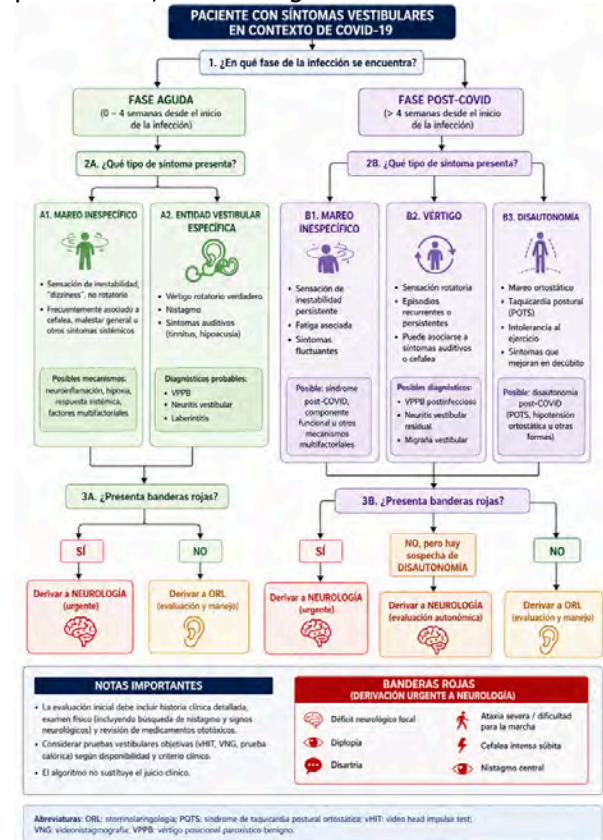 PACIENTE CON SÍNTOMAS VESTIBULARES
EN CONTEXTO DE COVID-19
1. ¿En qué fase de la infección se encuentra?
FASE AGUDA
(0 – 4 semanas desde el inicio
de la infección)
FASE POST-COVID
(> 4 semanas desde el inicio
de la infección)
2A. ¿Qué tipo de síntoma presenta?
2B. ¿Qué tipo de síntoma presenta?
A1. MAREO INESPECÍFICO
• Sensación de inestabilidad,
"dizziness", no rotatorio
• Frecuentemente asociado a
cefalea, malestar general u
otros síntomas sistémicos
Posibles mecanismos:
neuroinflamación, hipoxia,
respuesta sistémica,
factores multifactoriales
A2. ENTIDAD VESTIBULAR
ESPECÍFICA
• Vértigo rotatorio verdadero
• Nistagmo
• Síntomas auditivos
(tinnitus, hipoacusia)
Diagnósticos probables:
• VPPB
• Neuritis vestibular
• Laberintitis
B1. MAREO
INESPECÍFICO
• Sensación de
inestabilidad
persistente
• Fatiga asociada
• Síntomas
fluctuantes
Posible: síndrome
post-COVID,
componente
funcional u otros
mecanismos
multifactoriales
B2. VÉRTIGO
• Sensación rotatoria
• Episodios
recurrentes o
persistentes
• Puede asociarse a
síntomas auditivos
o cefalea
Posibles diagnósticos:
• VPPB postinfeccioso
• Neuritis vestibular
residual
• Migraña vestibular
B3. DISAUTONOMÍA
• Mareo ortostático
• Taquicardia postural
(POTS)
• Intolerancia al
ejercicio
• Síntomas que
mejoran en decúbito
Posible: disautonomía
post-COVID
(POTS, hipotensión
ortostática u otras
formas)
3A. ¿Presenta banderas rojas?
3B. ¿Presenta banderas rojas?
SÍ
NO
SÍ
NO, pero hay
sospecha de
DISAUTONOMÍA
NO
Derivar a NEUROLOGÍA
(urgente)
Derivar a ORL
(evaluación y manejo)
Derivar a NEUROLOGÍA
(urgente)
Derivar a NEUROLOGÍA
(evaluación autonómica)
Derivar a ORL
(evaluación y manejo)
NOTAS IMPORTANTES
• La evaluación inicial debe incluir historia clínica detallada,
examen físico (incluyendo búsqueda de nistagmo y signos
neurológicos) y revisión de medicamentos ototóxicos.
• Considerar pruebas vestibulares objetivas (vHIT, VNG, prueba
calórica) según disponibilidad y criterio clínico.
• El algoritmo no sustituye el juicio clínico.
BANDERAS ROJAS
(DERIVACIÓN URGENTE A NEUROLOGÍA)
Déficit neurológico focal
Diplopia
Disartria
Ataxia severa / dificultad
para la marcha
Cefalea intensa súbita
Nistagmo central
Abreviaturas: ORL: otorrinolaringología; POTS: síndrome de taquicardia postural ortostática; vHIT: video head impulse test;
VNG: videonistagmografía; VPPB: vértigo posicional paroxístico benigno.